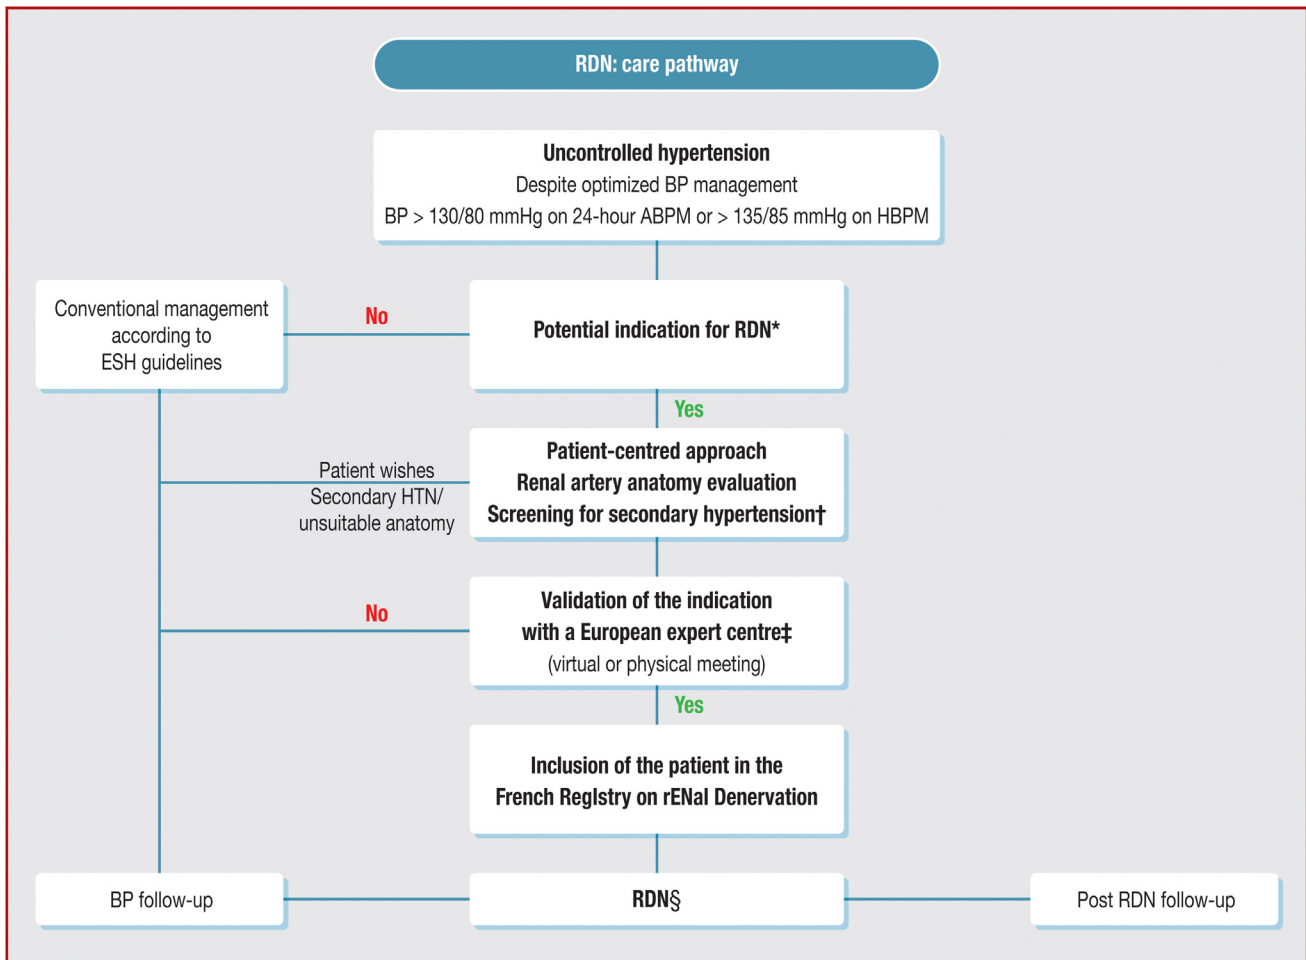 RDN: care pathway
Uncontrolled hypertension
Despite optimized BP management
BP > 130/80 mmHg on 24-hour ABPM or > 135/85 mmHg on HBPM
Conventional management
according to
ESH guidelines
No
Potential indication for RDN*
Yes
Patient wishes
Secondary HTN/
unsuitable anatomy
Patient-centred approach
Renal artery anatomy evaluation
Screening for secondary hypertension†
No
Validation of the indication
with a European expert centre‡
(virtual or physical meeting)
Yes
Inclusion of the patient in the
French RegIstry on rENal Denervation
BP follow-up
RDN§
Post RDN follow-up